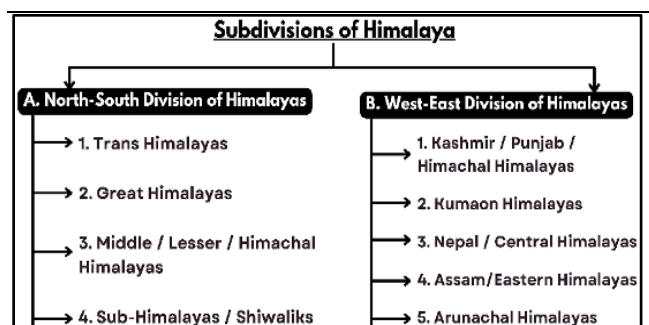 Subdivisions of Himalaya
A. North-South Division of Himalayas
1. Trans Himalayas
2. Great Himalayas
3. Middle / Lesser / Himachal
Himalayas
4. Sub-Himalayas / Shiwaliks
B. West-East Division of Himalayas
1. Kashmir / Punjab /
Himachal Himalayas
2. Kumaon Himalayas
3. Nepal / Central Himalayas
4. Assam/Eastern Himalayas
5. Arunachal Himalayas